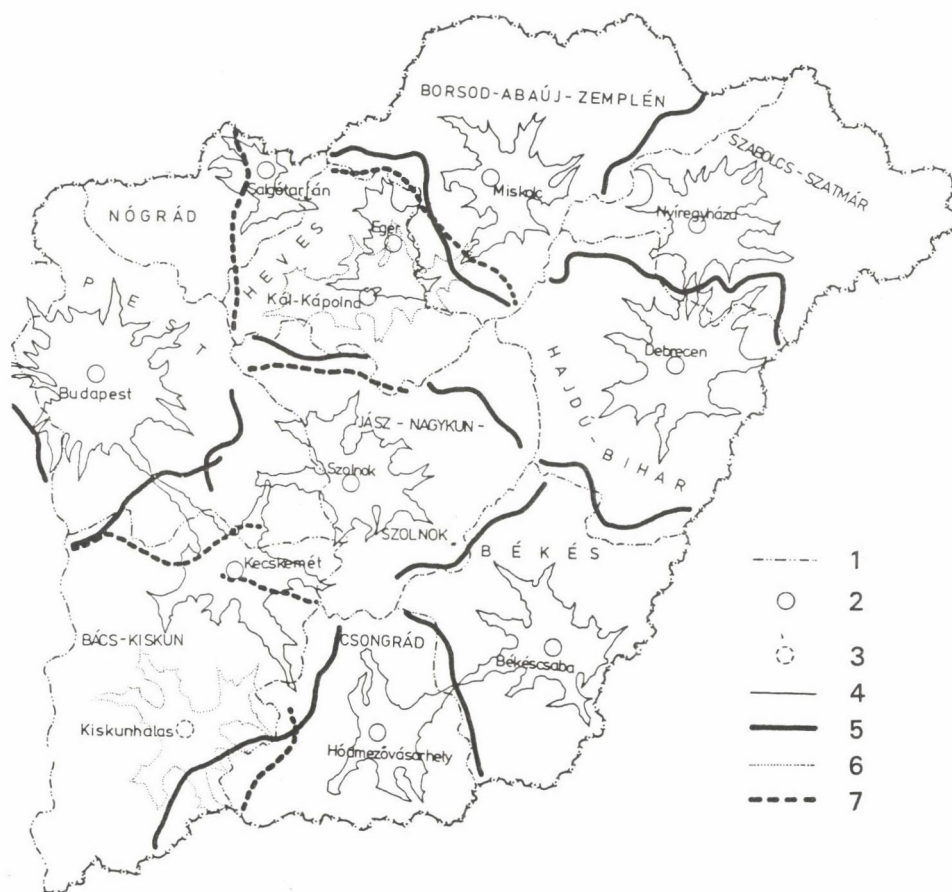 BORSOD-ABAÚJ-ZEMPLÉN
SZABOLCS-SZATMÁR
Salgótarján
Miskolc
NÓGRÁD
Nyíregyháza
HEVES
Eger
PEST
Kál-Kápolna
Debrecen
Budapest
HAJDÚ-BIHAR
JÁSZ-NAGYKUN-
Szolnok
SZOLNOK
BÉKÉS
1
Kecskemét
2
BÁCS-KISKUN
CSONGRÁD
Békéscsaba
3
4
Kiskunhalas
5
Hódmezővásárhely
6
7